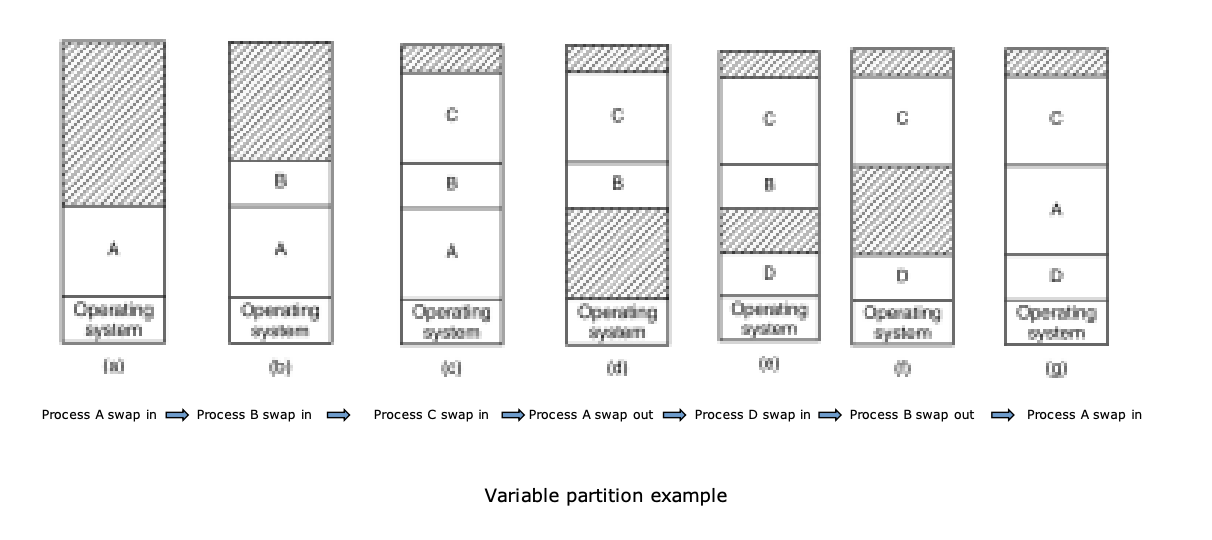 C
C
C
C
C
B
B
B
B
A
A
A
A
D
D
D
Operating
system
Operating
system
Operating
system
Operating
system
Operating
system
Operating
system
Operating
system
(a)
(b)
(c)
(d)
(e)
(f)
(g)
Process A swap in
Process B swap in
Process C swap in
Process A swap out
Process D swap in
Process B swap out
Process A swap in
Variable partition example